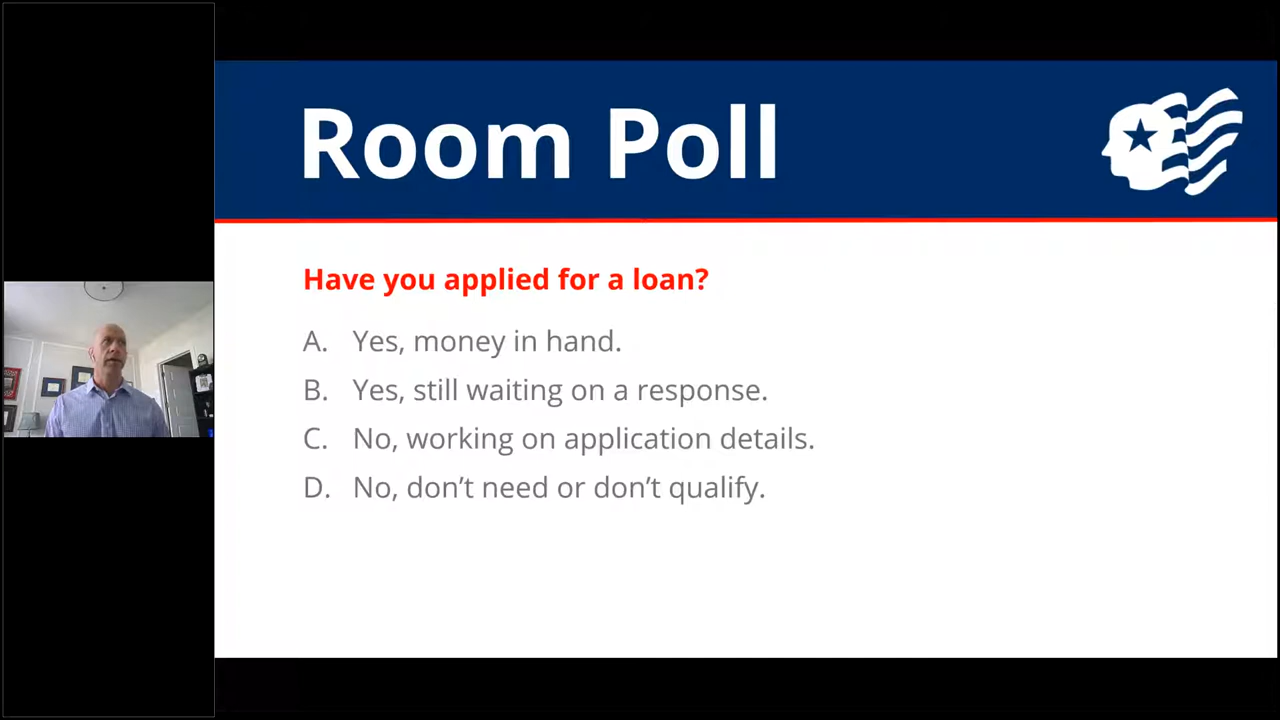 Room Poll
Have you applied for a loan?
A. Yes, money in hand.
B. Yes, still waiting on a response.
C. No, working on application details.
D. No, don’t need or don’t qualify.